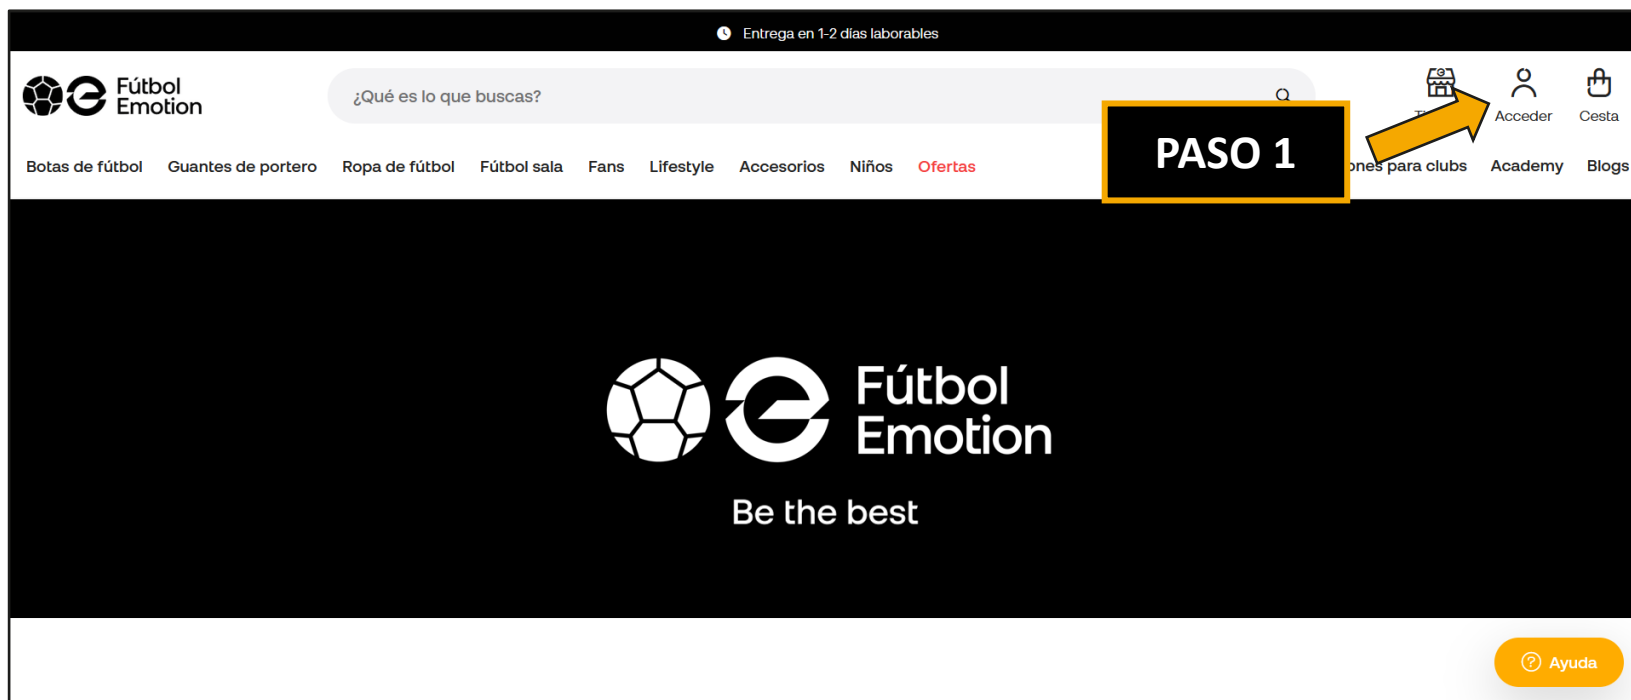 Entrega en 1-2 días laborables
Fútbol
Emotion
¿Qué es lo que buscas?
Acceder
Cesta
PASO 1
Botas de fútbol Guantes de portero Ropa de fútbol Fútbol sala Fans Lifestyle Accesorios Niños Ofertas para clubs Academy Blogs
Fútbol
Emotion
Be the best
Ayuda